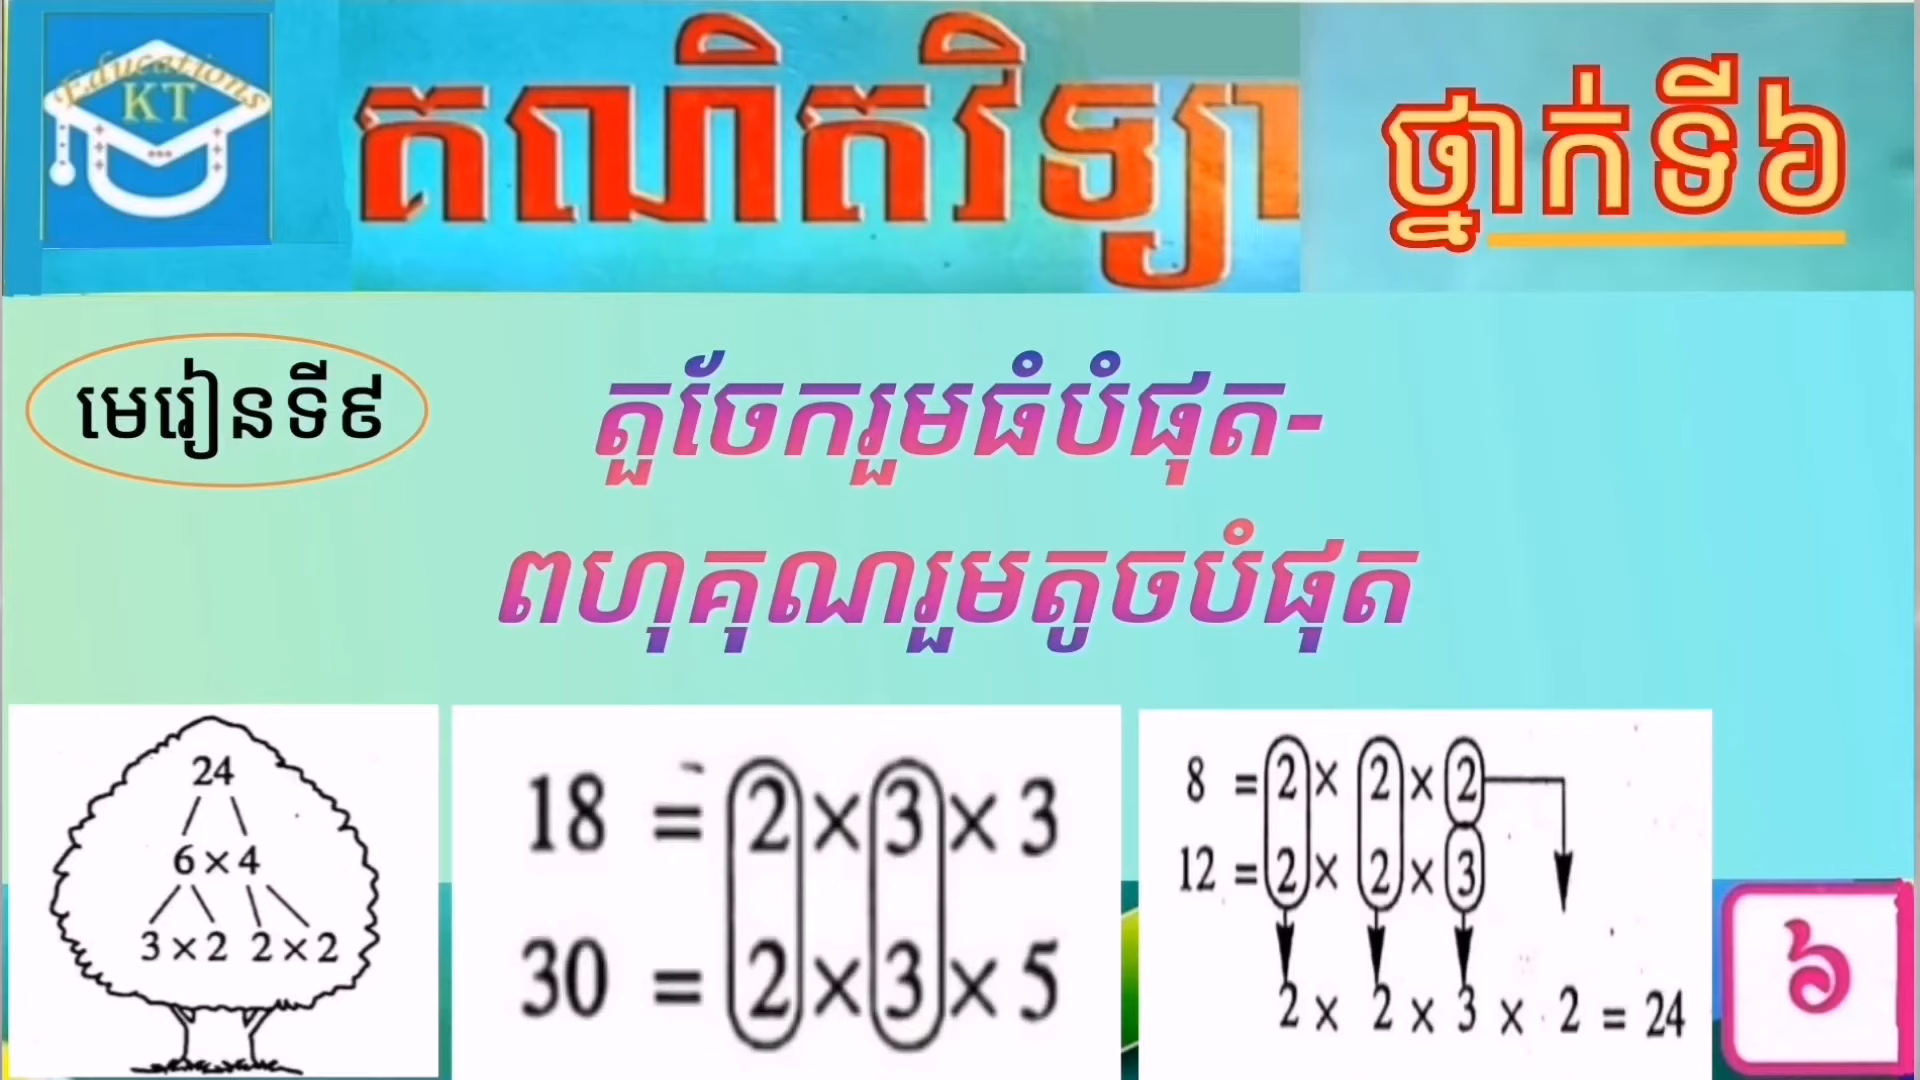 Educations
KT
គណិតវិទ្យា
ថ្នាក់ទី៦
មេរៀនទី៩
តួចែករួមធំបំផុត-
ពហុគុណរួមតូចបំផុត
24
6 × 4
3 × 2 2 × 2
18 = 2 × 3 × 3
30 = 2 × 3 × 5
8 = 2 × 2 × 2
12 = 2 × 2 × 3
2 × 2 × 3 × 2 = 24
៦